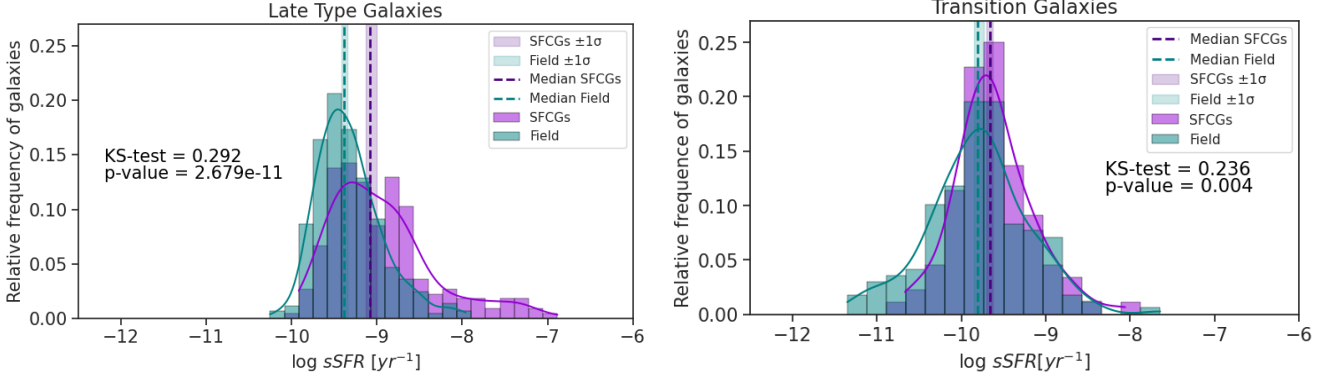 Late Type Galaxies
Relative frequency of galaxies
0.25
0.20
0.15
0.10
0.05
0.00
SFCGs ±1σ
Field ±1σ
Median SFCGs
Median Field
SFCGs
Field
KS-test = 0.292
p-value = 2.679e-11
−12
−11
−10
−9
−8
−7
−6
log sSFR [yr⁻¹]
Transition Galaxies
Relative frequency of galaxies
0.25
0.20
0.15
0.10
0.05
0.00
Median SFCGs
Median Field
SFCGs ±1σ
Field ±1σ
SFCGs
Field
KS-test = 0.236
p-value = 0.004
−12
−11
−10
−9
−8
−7
−6
log sSFR[yr⁻¹]